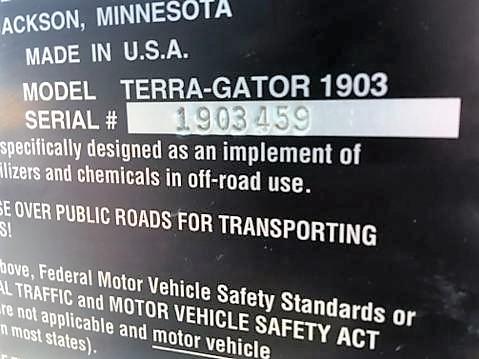 ACKSON, MINNESOTA
MADE IN U.S.A.
MODEL TERRA-GATOR 1903
SERIAL # 1903459
specifically designed as an implement of
ilizers and chemicals in off-road use.
SE OVER PUBLIC ROADS FOR TRANSPORTING
S!
bove, Federal Motor Vehicle Safety Standards or
AL TRAFFIC and MOTOR VEHICLE SAFETY ACT
re not applicable and motor vehicle
n most states).